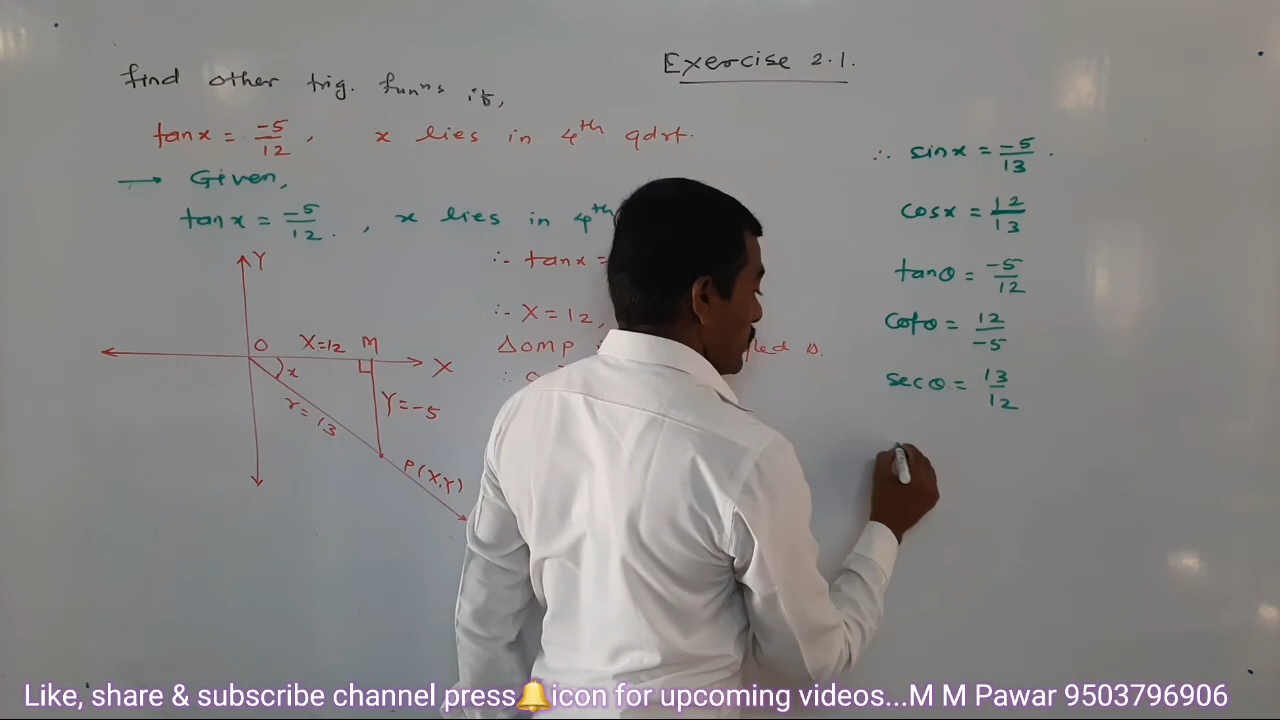 Exercise 2.1.
find other trig. funⁿs if,
tanx = -5/12, x lies in 4th qdrt.
→ Given,
tanx = -5/12 , x lies in 4th
∴ tanx =
∴ X = 12,
ΔOMP
Δ.
∴
Y
O X=12 M
X
x
r=13
Y=-5
P(X,Y)
∴ sinx = -5/13.
cosx = 12/13
tanθ = -5/12
cotθ = 12/-5
secθ = 13/12
Like, share & subscribe channel press🔔icon for upcoming videos...M M Pawar 9503796906